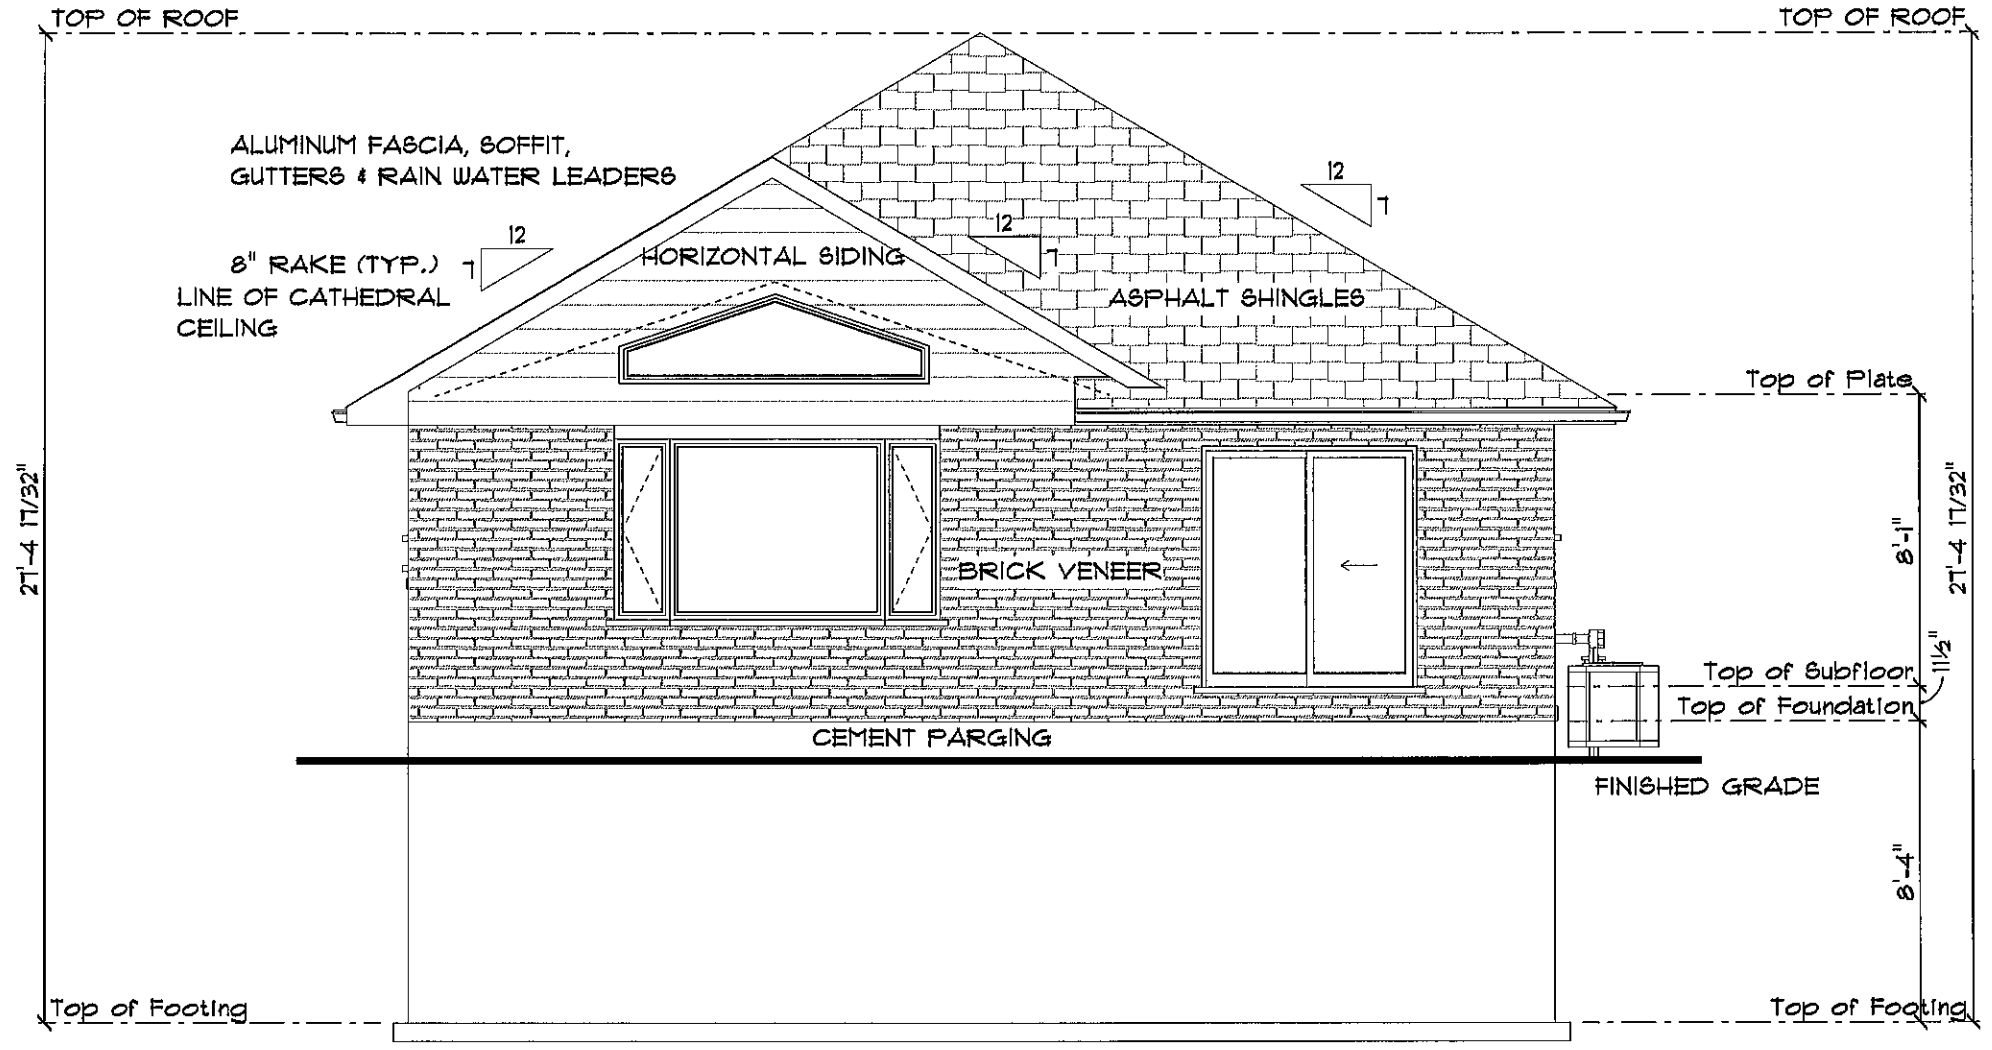 TOP OF ROOF
TOP OF ROOF
ALUMINUM FASCIA, SOFFIT,
GUTTERS & RAIN WATER LEADERS
12
7
12
7
12
7
HORIZONTAL SIDING
8" RAKE (TYP.)
LINE OF CATHEDRAL
CEILING
ASPHALT SHINGLES
Top of Plate
27'-4 17/32"
8'-1"
27'-4 17/32"
BRICK VENEER
11½"
Top of Subfloor
Top of Foundation
CEMENT PARGING
FINISHED GRADE
8'-4"
Top of Footing
Top of Footing